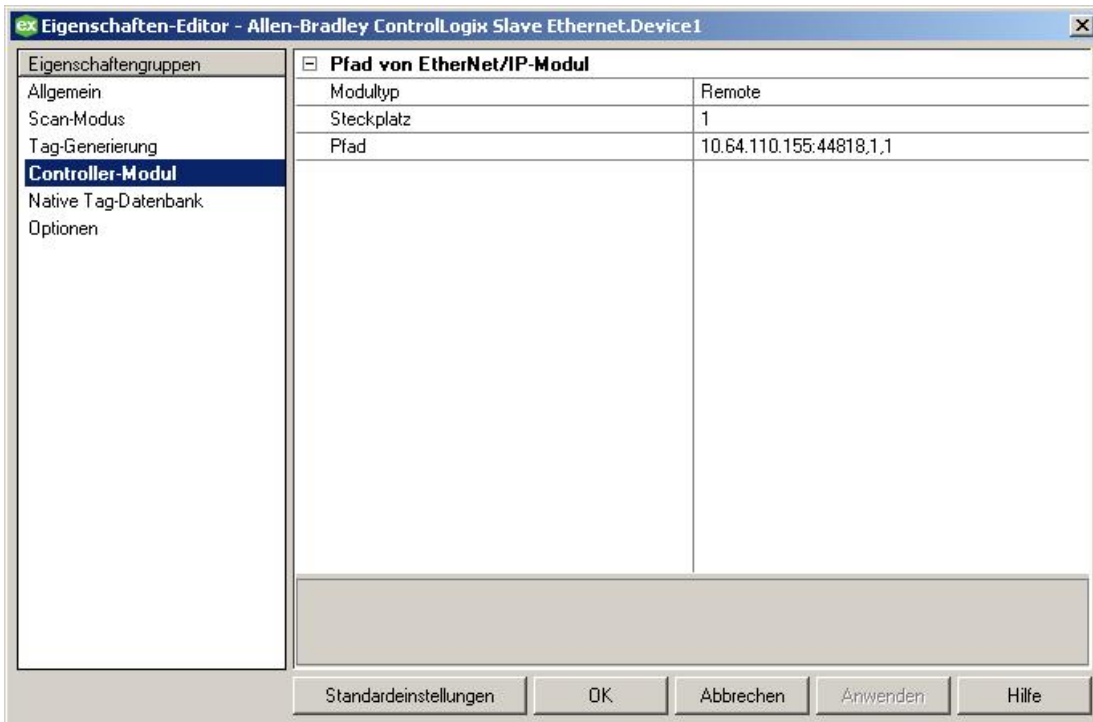 ex Eigenschaften-Editor - Allen-Bradley ControlLogix Slave Ethernet.Device1
Eigenschaftengruppen
Allgemein
Scan-Modus
Tag-Generierung
Controller-Modul
Native Tag-Datenbank
Optionen
Pfad von EtherNet/IP-Modul
Modultyp Remote
Steckplatz 1
Pfad 10.64.110.155:44818,1,1
Standardeinstellungen OK Abbrechen Anwenden Hilfe